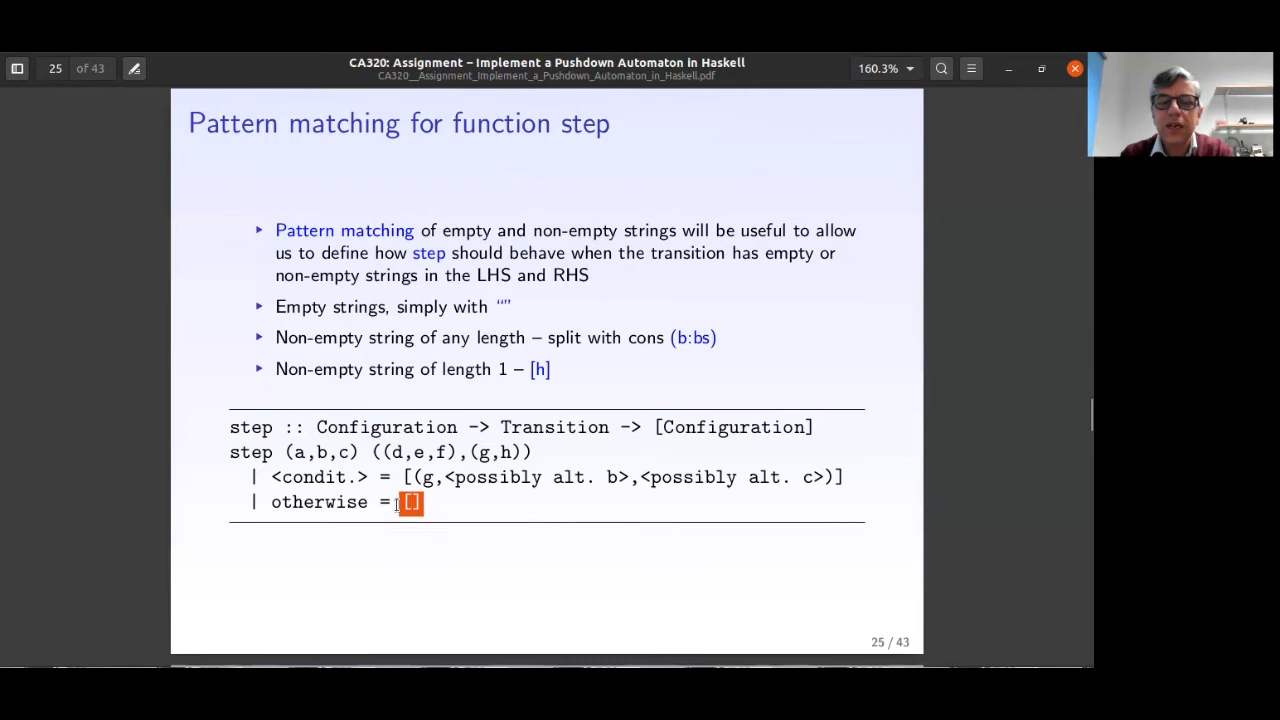 25 of 43
CA320: Assignment – Implement a Pushdown Automaton in Haskell
CA320__Assignment_Implement_a_Pushdown_Automaton_in_Haskell.pdf
160.3%
Pattern matching for function step
Pattern matching of empty and non-empty strings will be useful to allow
us to define how step should behave when the transition has empty or
non-empty strings in the LHS and RHS
Empty strings, simply with “”
Non-empty string of any length – split with cons (b:bs)
Non-empty string of length 1 – [h]
step :: Configuration -> Transition -> [Configuration]
step (a,b,c) ((d,e,f),(g,h))
| <condit.> = [(g,<possibly alt. b>,<possibly alt. c>)]
| otherwise = []
25 / 43